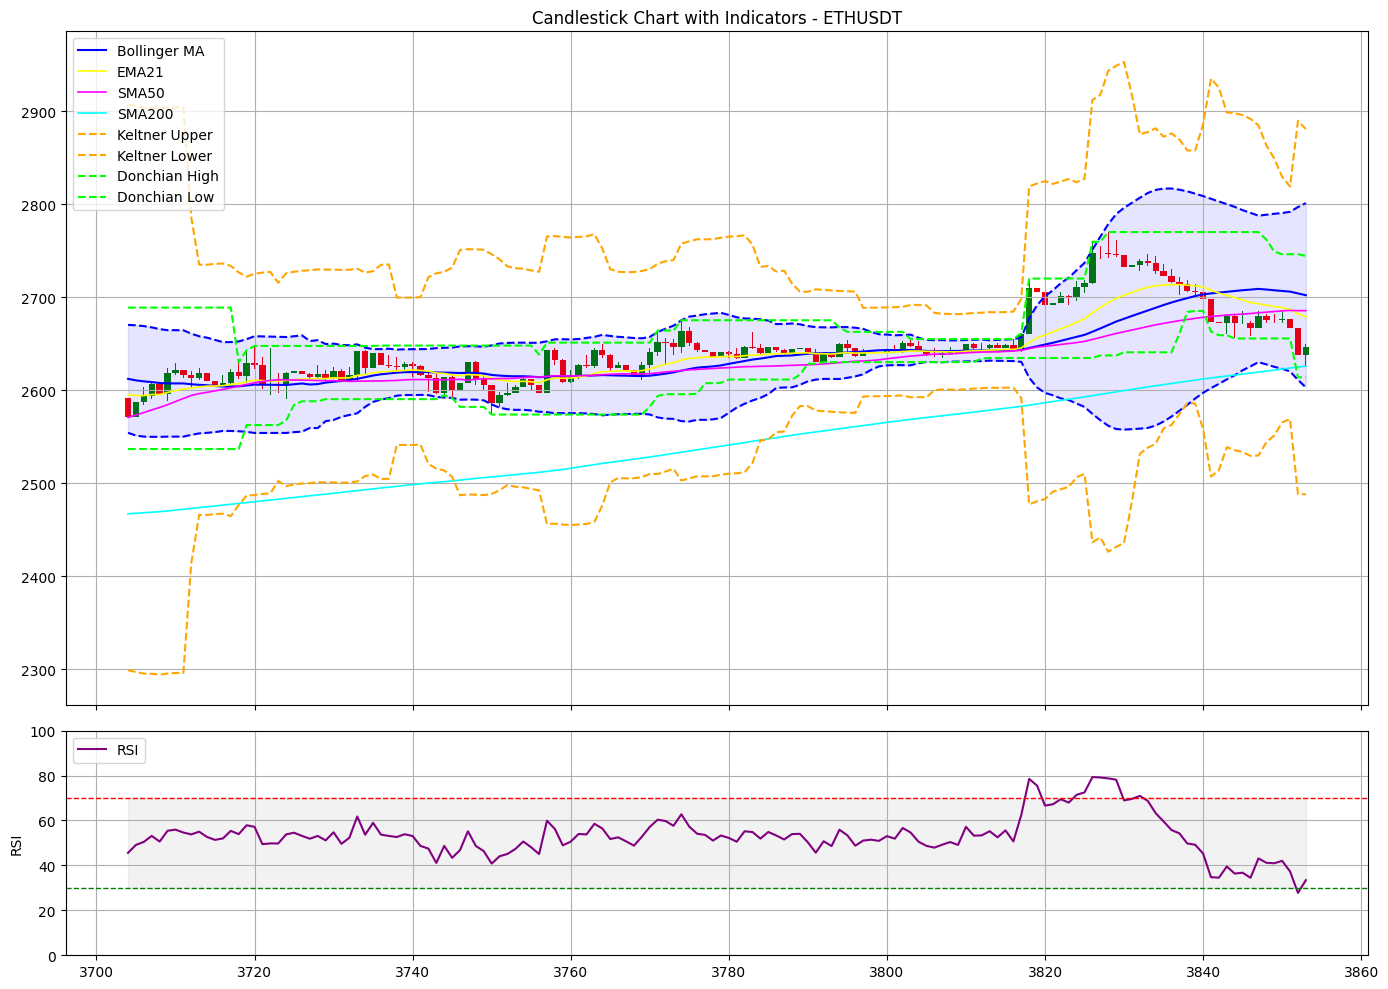 Candlestick Chart with Indicators - ETHUSDT
Bollinger MA
EMA21
SMA50
SMA200
Keltner Upper
Keltner Lower
Donchian High
Donchian Low
2900
2800
2700
2600
2500
2400
2300
RSI
100
80
60
40
20
0
RSI
3700 3720 3740 3760 3780 3800 3820 3840 3860